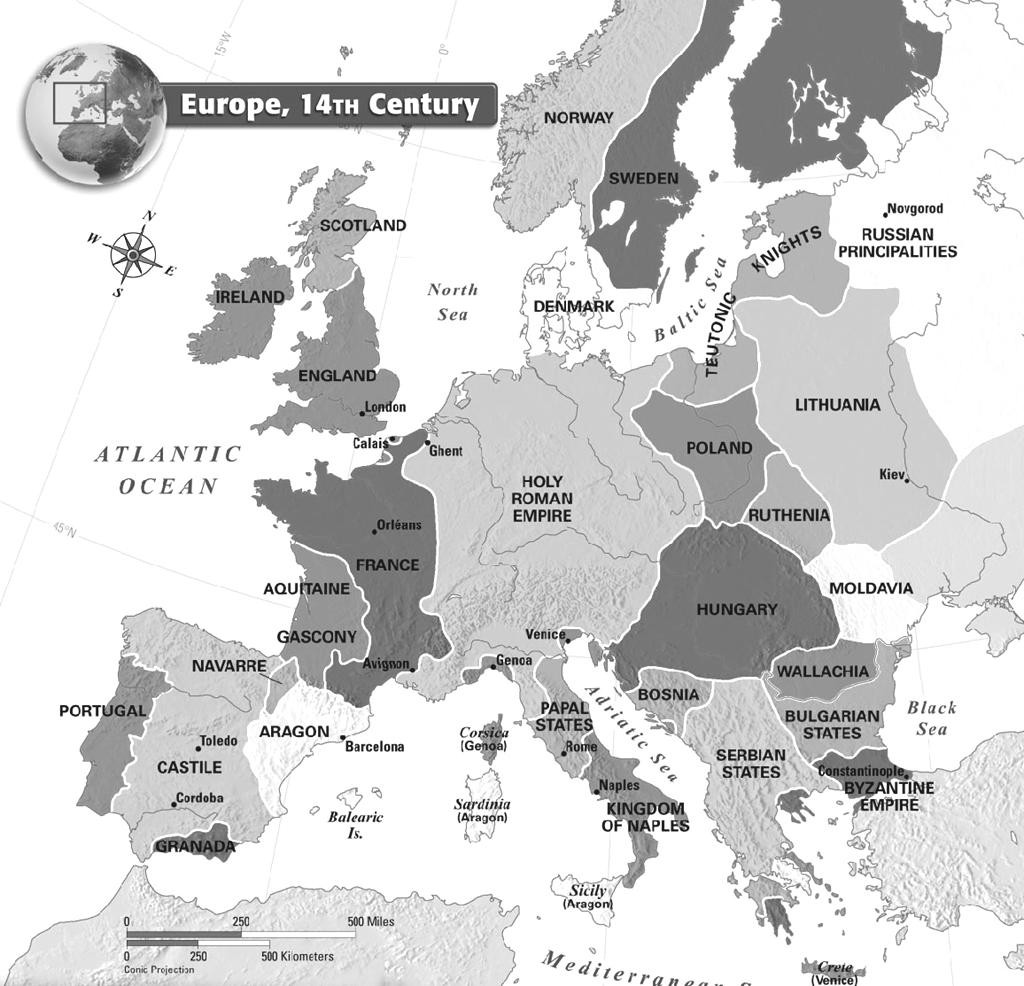 15°W
0°
Europe, 14TH Century
NORWAY
SWEDEN
SCOTLAND
Novgorod
RUSSIAN
PRINCIPALITIES
N
W
E
S
KNIGHTS
TEUTONIC
IRELAND
North
Sea
DENMARK
Baltic Sea
ENGLAND
London
LITHUANIA
Calais
Ghent
POLAND
ATLANTIC
OCEAN
HOLY
ROMAN
EMPIRE
Kiev
RUTHENIA
45°N
Orléans
FRANCE
AQUITAINE
MOLDAVIA
HUNGARY
GASCONY
Venice
Avignon
Genoa
NAVARRE
WALLACHIA
BOSNIA
PORTUGAL
ARAGON
Corsica
(Genoa)
PAPAL
STATES
Adriatic Sea
BULGARIAN
STATES
Black
Sea
Toledo
Barcelona
Rome
SERBIAN
STATES
CASTILE
Constantinople
BYZANTINE
EMPIRE
Cordoba
Balearic
Is.
Sardinia
(Aragon)
Naples
KINGDOM
OF NAPLES
GRANADA
Sicily
(Aragon)
0 250 500 Miles
0 250 500 Kilometers
Conic Projection
Mediterranean S
Crete
(Venice)